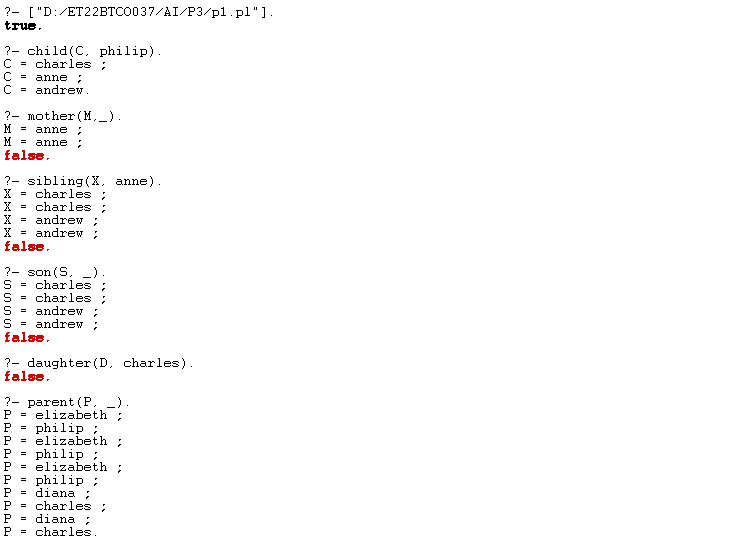 ?- ["D:/ET22BTCO037/AI/P3/p1.pl"].
true.
?- child(C, philip).
C = charles ;
C = anne ;
C = andrew.
?- mother(M,_).
M = anne ;
M = anne ;
false.
?- sibling(X, anne).
X = charles ;
X = charles ;
X = andrew ;
X = andrew ;
false.
?- son(S, _).
S = charles ;
S = charles ;
S = andrew ;
S = andrew ;
false.
?- daughter(D, charles).
false.
?- parent(P, _).
P = elizabeth ;
P = philip ;
P = elizabeth ;
P = philip ;
P = elizabeth ;
P = philip ;
P = diana ;
P = charles ;
P = diana ;
P = charles.